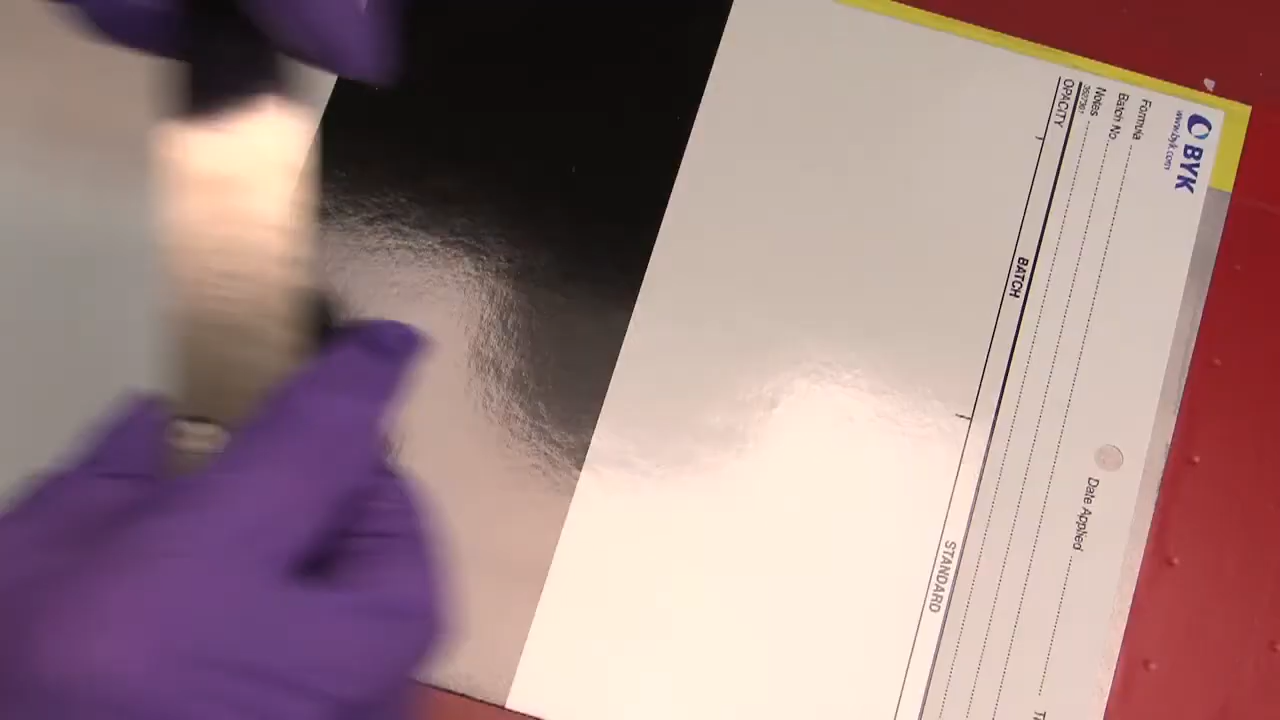 BYK
www.byk.com
Formula
Batch No.
Notes
OPACITY
BATCH
STANDARD
Date Applied